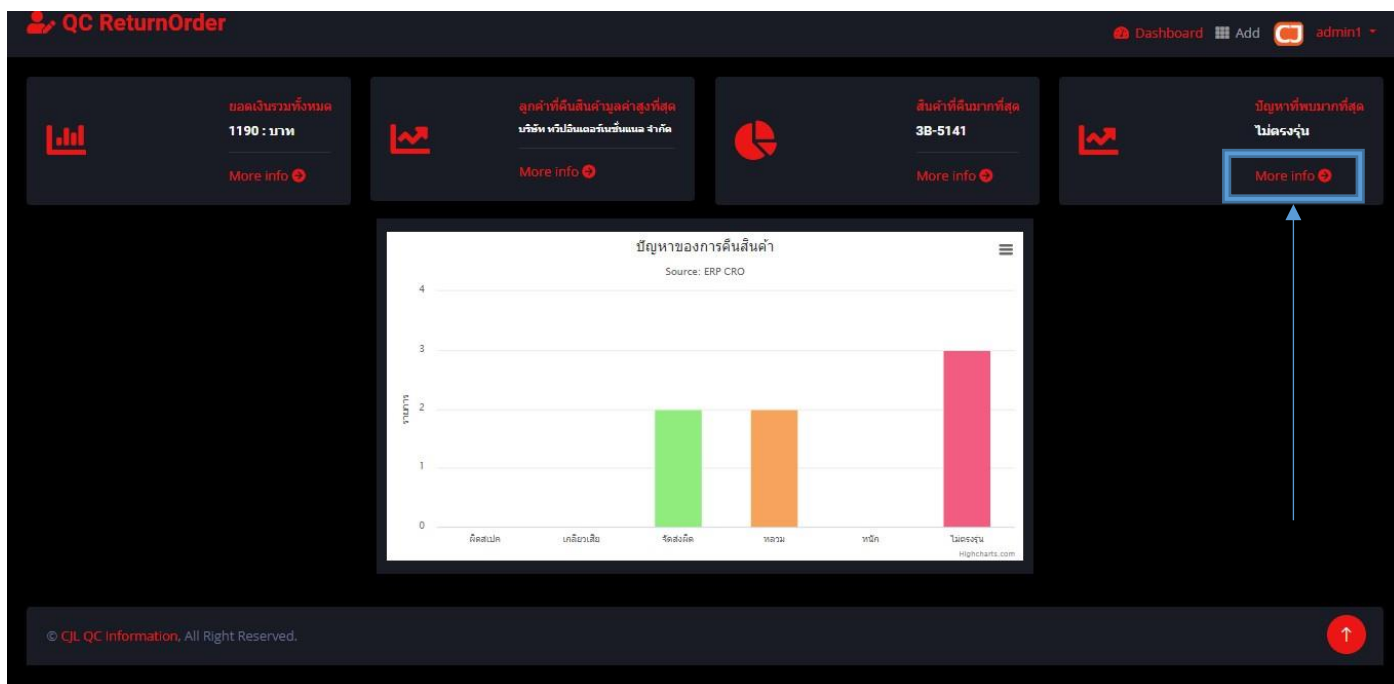 QC ReturnOrder
Dashboard Add admin1
ยอดเงินรวมทั้งหมด
1190 : บาท
More info
ลูกค้าที่คืนสินค้ามูลค่าสูงที่สุด
บริษัท ทวีปอินเตอร์เนชั่นแนล จำกัด
More info
สินค้าที่คืนมากที่สุด
3B-5141
More info
ปัญหาที่พบมากที่สุด
ไม่ตรงรุ่น
More info
ปัญหาของการคืนสินค้า
Source: ERP CRO
รายการ
4
3
2
1
0
ผิดสเปค เกลียวเสีย จัดส่งผิด หลวม หนัก ไม่ตรงรุ่น
Highcharts.com
© CJL QC Information, All Right Reserved.